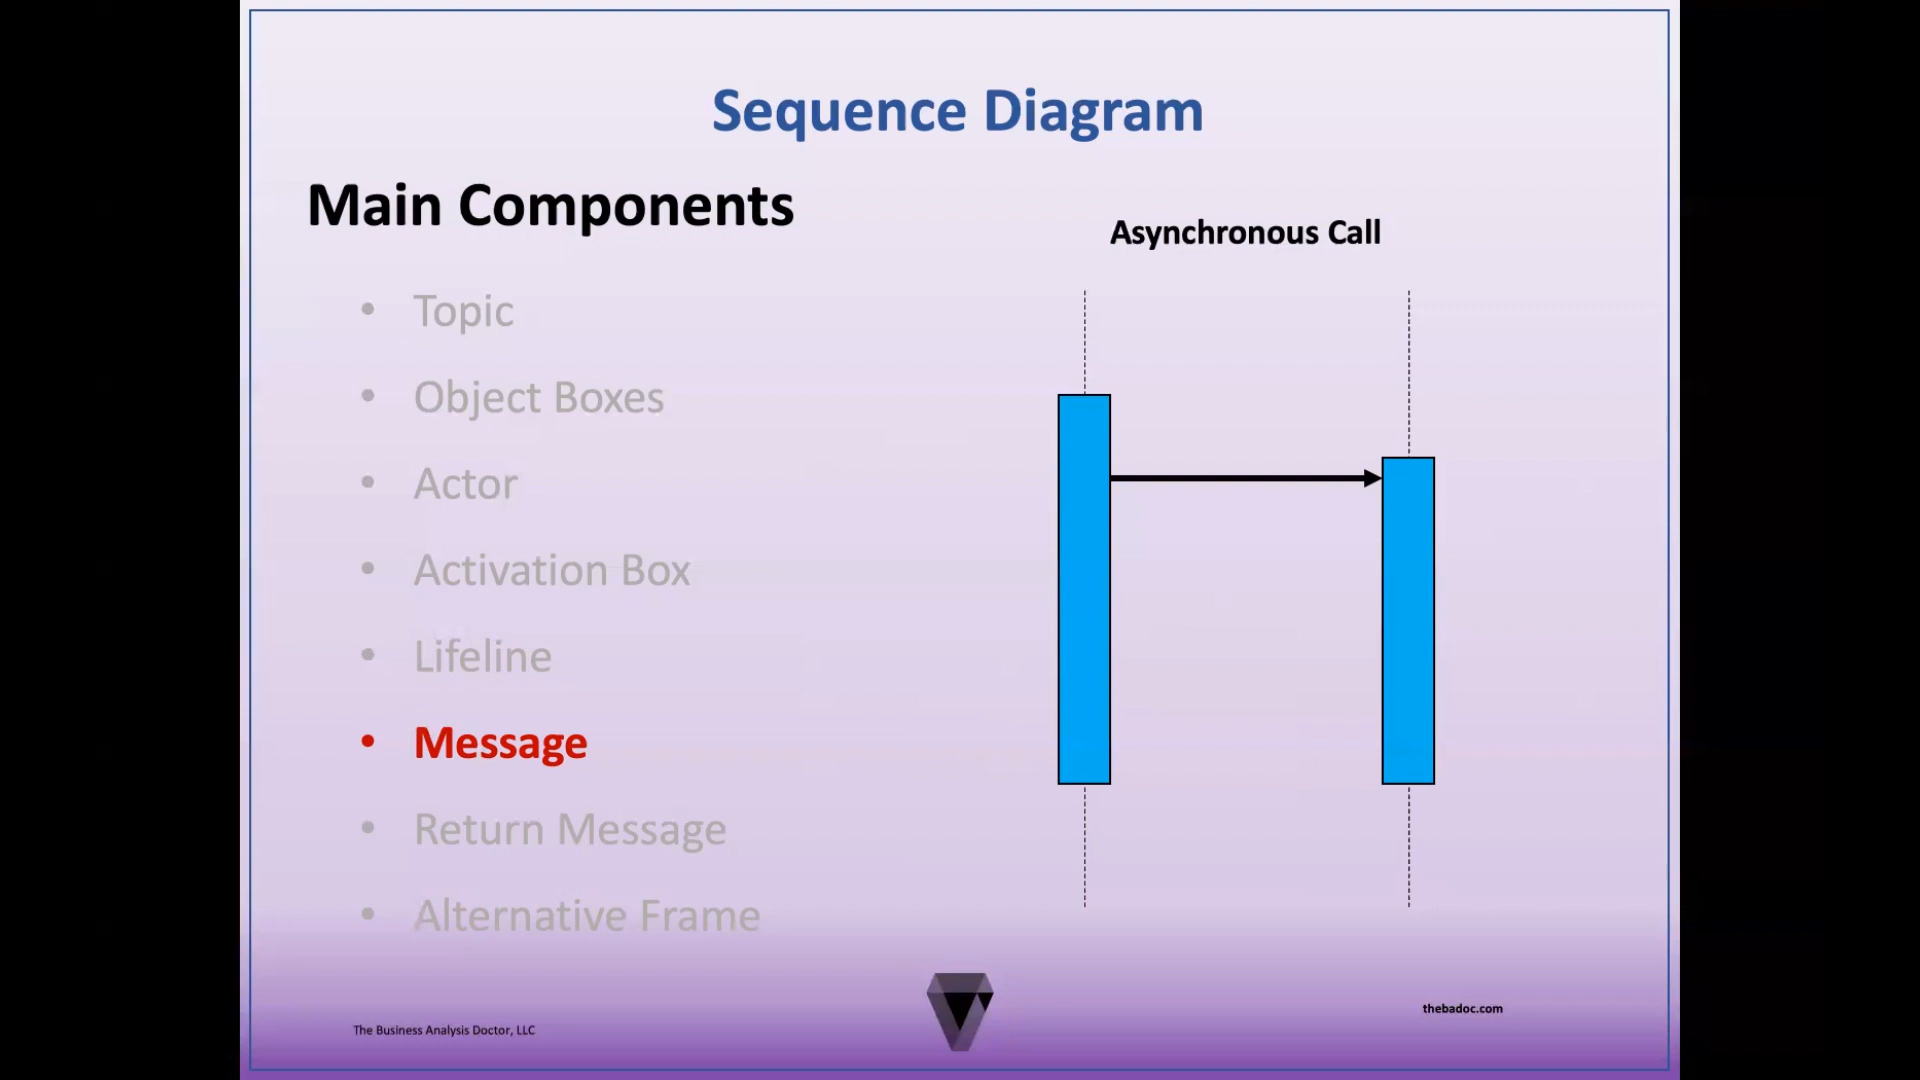 Sequence Diagram
Main Components
Asynchronous Call
• Topic
• Object Boxes
• Actor
• Activation Box
• Lifeline
• Message
• Return Message
• Alternative Frame
thebadoc.com
The Business Analysis Doctor, LLC